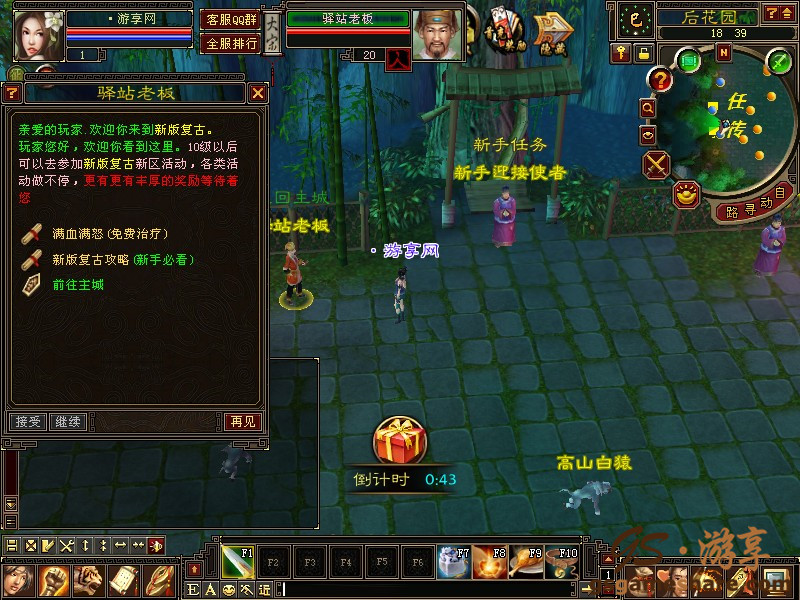 ·游享网
1
客服QQ群
全服排行
大宗
驿站老板
20
后花园
18 39
N
任
传
自动寻路
驿站老板
亲爱的玩家.欢迎你来到新版复古。
玩家您好，欢迎你看到这里。10级以后
可以去参加新版复古新区活动，各类活
动做不停，更有更有丰厚的奖励等待着
您
满血满怒(免费治疗)
新版复古攻略(新手必看)
前往主城
接受
继续
再见
回主城
站老板
新手任务
新手迎接使者
·游享网
高山白猿
倒计时 0:43
F1
F2
F3
F4
F5
F6
F7
F8
F9
F10
E
A
近
1
·游享